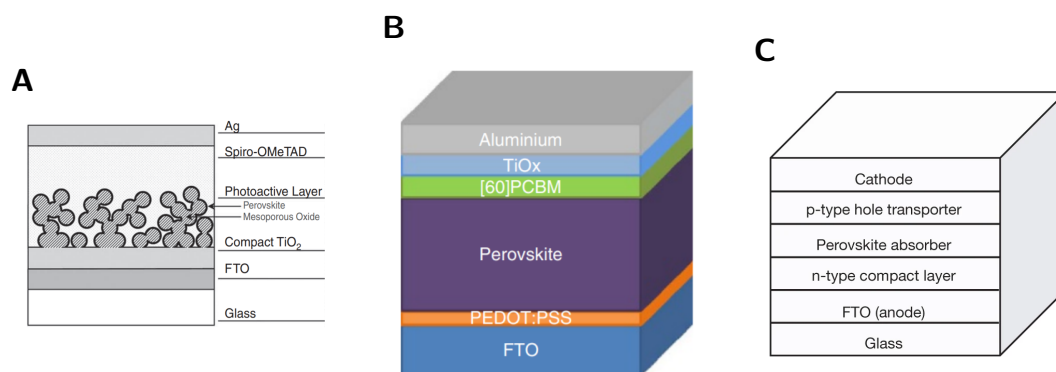 A
Ag
Spiro-OMeTAD
Photoactive Layer
Perovskite
Mesoporous Oxide
Compact TiO₂
FTO
Glass
B
Aluminium
TiOx
[60]PCBM
Perovskite
PEDOT:PSS
FTO
C
Cathode
p-type hole transporter
Perovskite absorber
n-type compact layer
FTO (anode)
Glass